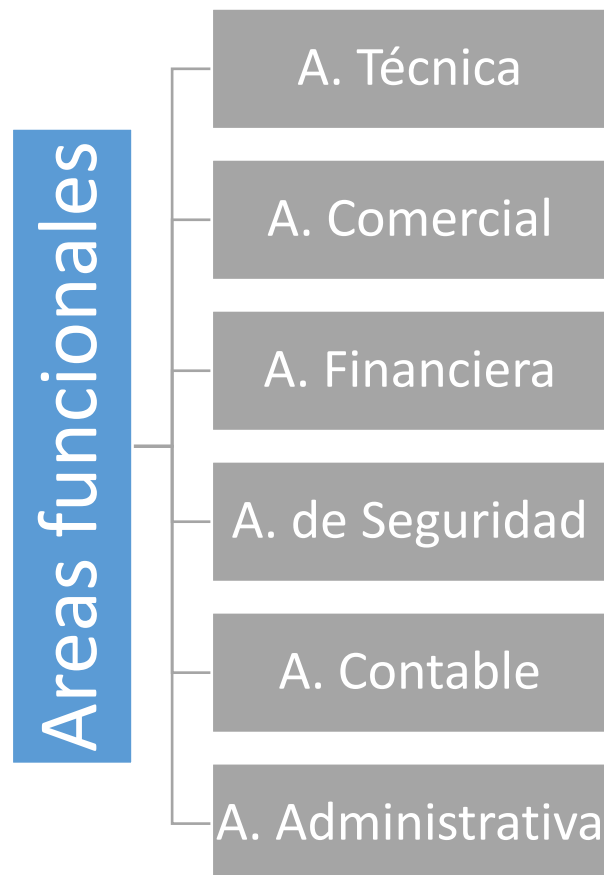 Areas funcionales
A. Técnica
A. Comercial
A. Financiera
A. de Seguridad
A. Contable
A. Administrativa